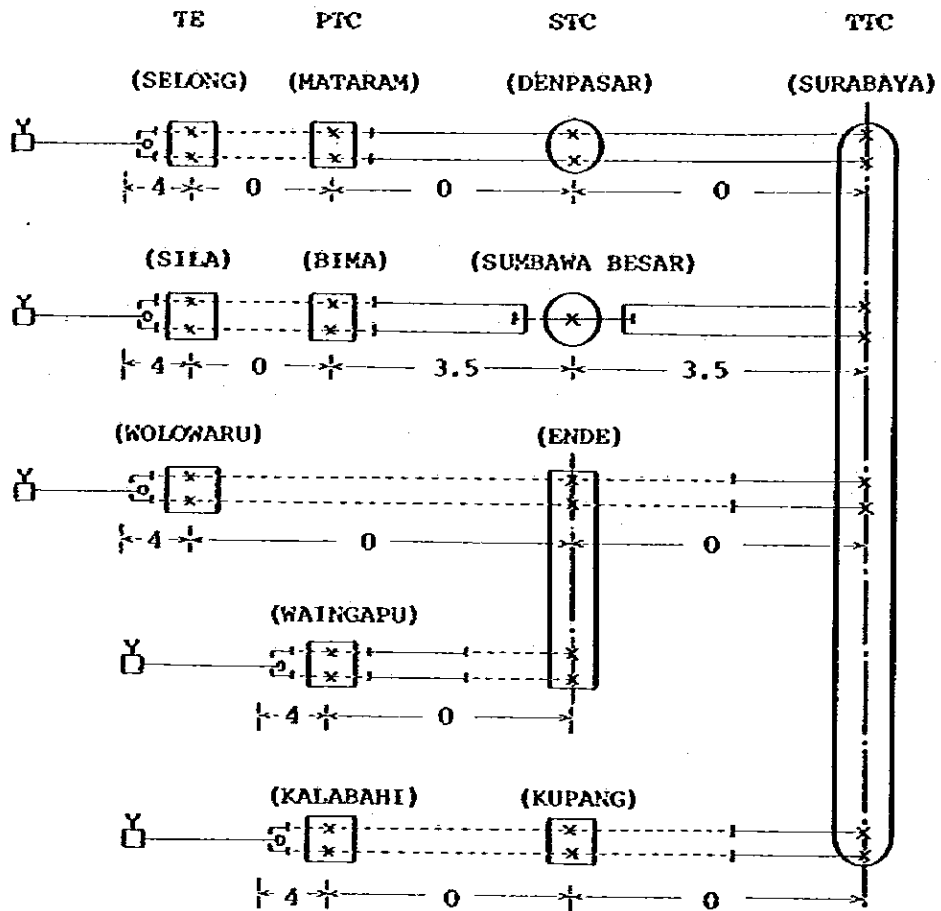 TE PTC STC TTC
(SELONG) (MATARAM) (DENPASAR) (SURABAYA)
4 0 0 0
(SILA) (BIMA) (SUMBAWA BESAR)
4 0 3.5 3.5
(WOLOWARU) (ENDE)
4 0 0
(WAINGAPU)
4 0
(KALABAHI) (KUPANG)
4 0 0